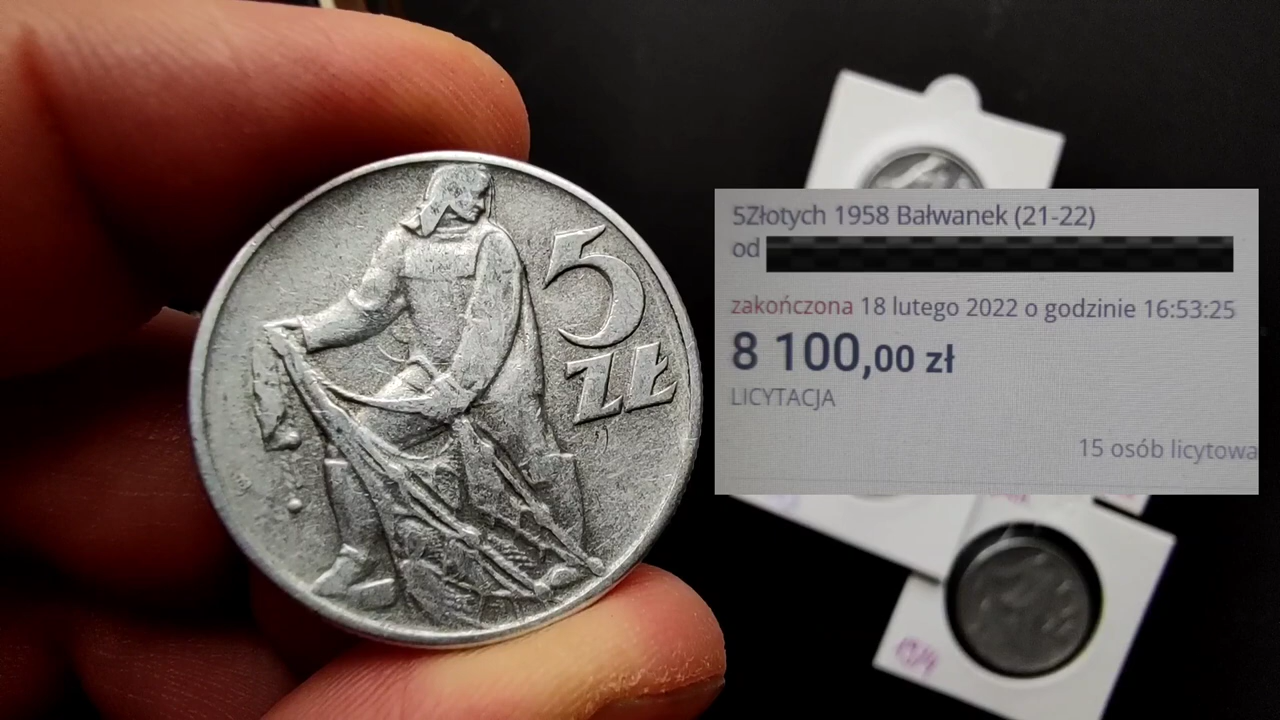 5
ZŁ
5Złotych 1958 Bałwanek (21-22)
od
zakończona 18 lutego 2022 o godzinie 16:53:25
8 100,00 zł
LICYTACJA
15 osób licytowa